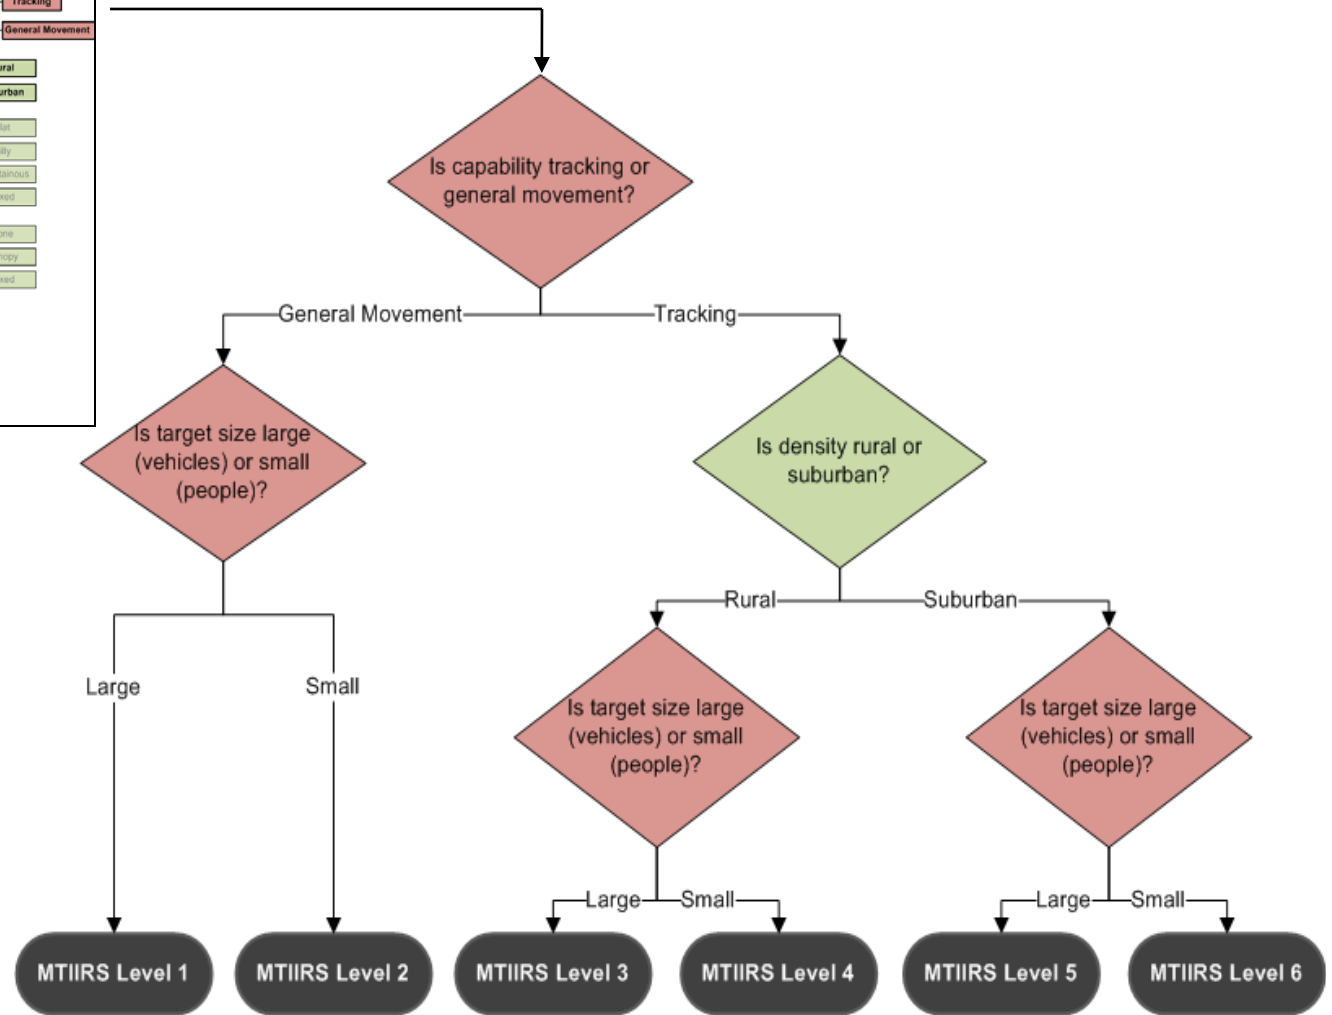 Tracking
General Movement
Is capability tracking or
general movement?
General Movement
Tracking
Is target size large
(vehicles) or small
(people)?
Is density rural or
suburban?
Rural
Suburban
Large
Small
Is target size large
(vehicles) or small
(people)?
Is target size large
(vehicles) or small
(people)?
Large
Small
Large
Small
MTIIRS Level 1
MTIIRS Level 2
MTIIRS Level 3
MTIIRS Level 4
MTIIRS Level 5
MTIIRS Level 6